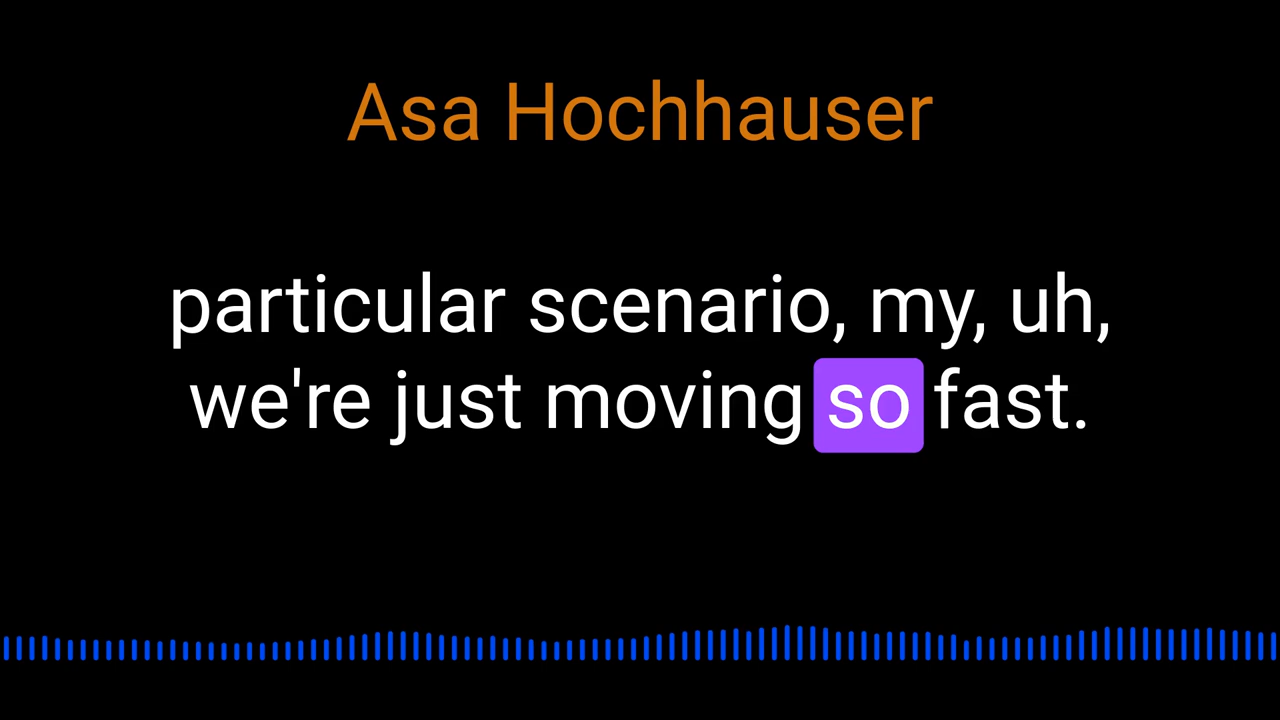 Asa Hochhauser
particular scenario, my, uh,
we're just moving so fast.